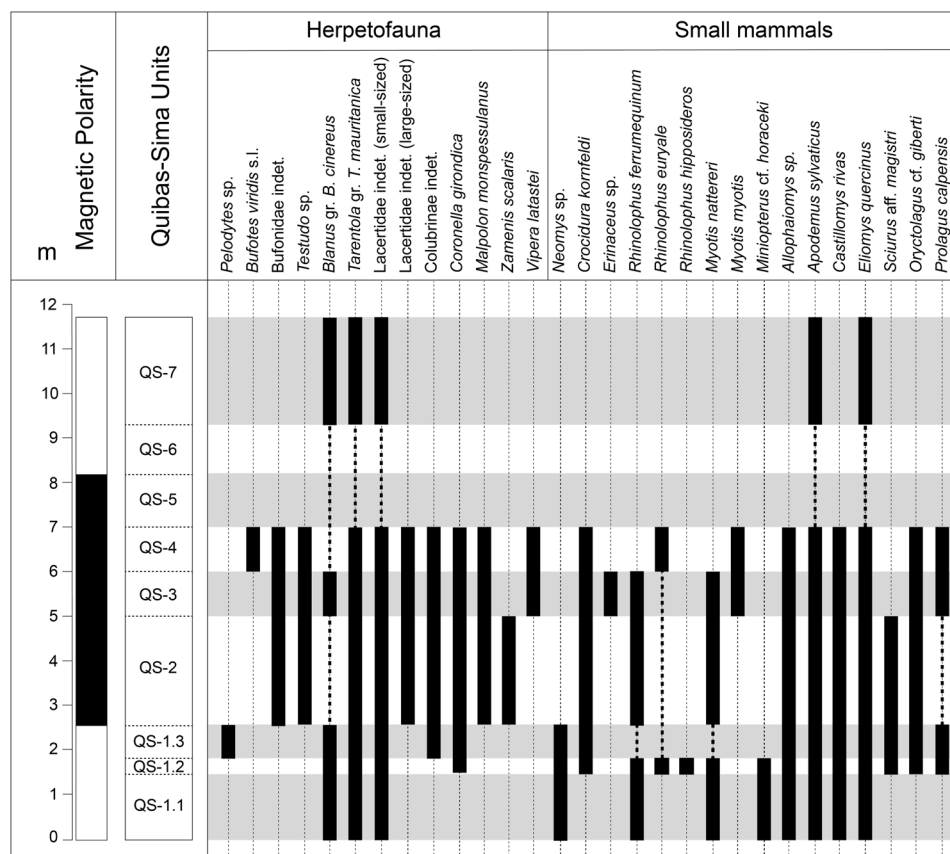 Herpetofauna
Small mammals
m
Magnetic Polarity
Quibas-Sima Units
Pelodytes sp.
Bufotes viridis s.l.
Bufonidae indet.
Testudo sp.
Blanus gr. B. cinereus
Tarentola gr. T. mauritanica
Lacertidae indet. (small-sized)
Lacertidae indet. (large-sized)
Colubrinae indet.
Coronella girondica
Malpolon monspessulanus
Zamenis scalaris
Vipera latastei
Neomys sp.
Crocidura kornfeldi
Erinaceus sp.
Rhinolophus ferrumequinum
Rhinolophus euryale
Rhinolophus hipposideros
Myotis nattereri
Myotis myotis
Miniopterus cf. horaceki
Allophaiomys sp.
Apodemus sylvaticus
Castillomys rivas
Eliomys quercinus
Sciurus aff. magistri
Oryctolagus cf. giberti
Prolagus calpensis
12
11
10
9
8
7
6
5
4
3
2
1
0
QS-7
QS-6
QS-5
QS-4
QS-3
QS-2
QS-1.3
QS-1.2
QS-1.1